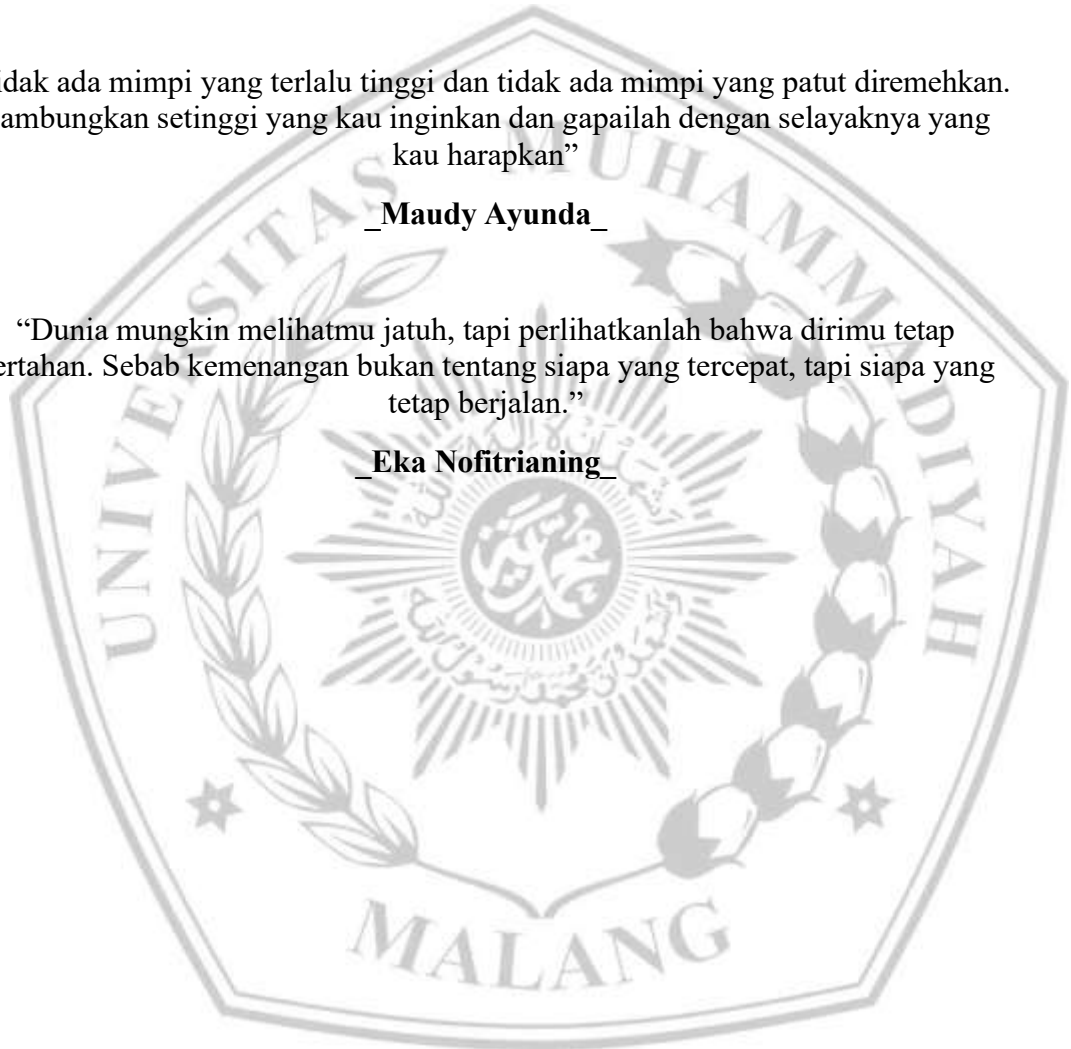 idak ada mimpi yang terlalu tinggi dan tidak ada mimpi yang patut diremehkan.
ambungkan setinggi yang kau inginkan dan gapailah dengan selayaknya yang
kau harapkan”
_Maudy Ayunda_
“Dunia mungkin melihatmu jatuh, tapi perlihatkanlah bahwa dirimu tetap
ertahan. Sebab kemenangan bukan tentang siapa yang tercepat, tapi siapa yang
tetap berjalan.”
_Eka Nofitrianing_
UNIVERSITAS MUHAMMADIYAH
MALANG